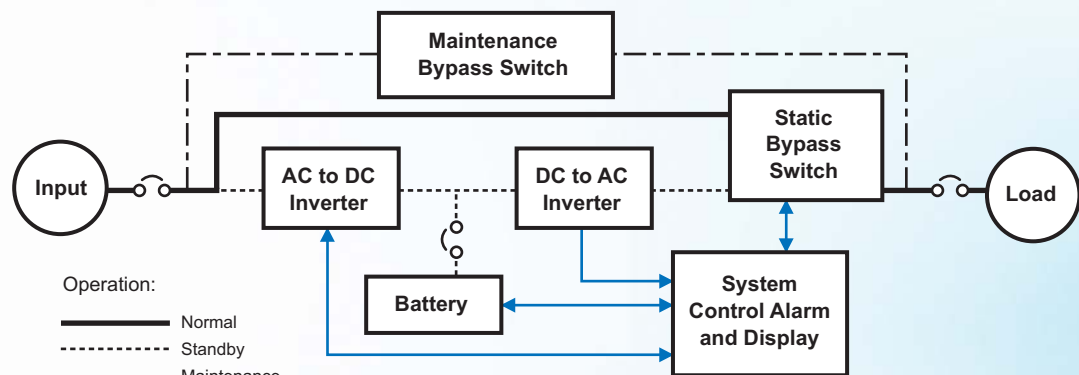 Maintenance
Bypass Switch
Static
Bypass
Switch
Input
AC to DC
Inverter
DC to AC
Inverter
Load
Operation:
Normal
Standby
Maintenance
Battery
System
Control Alarm
and Display